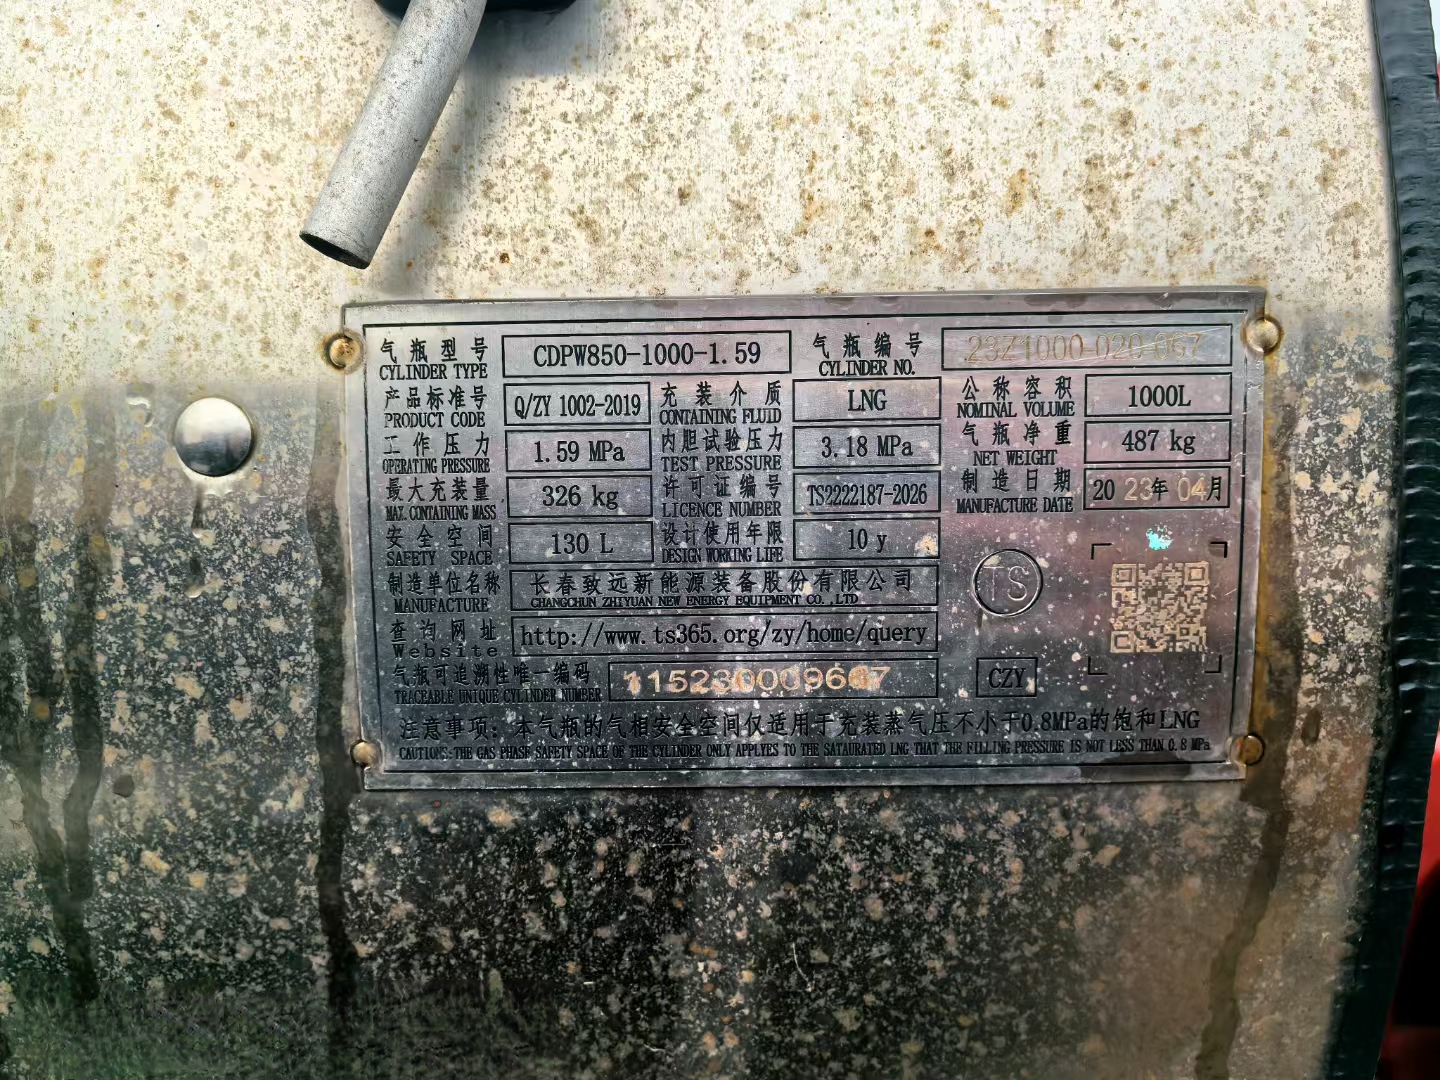 气瓶型号 CDPW850-1000-1.59 气瓶编号 23Z1000-020-067
CYLINDER TYPE CYLINDER NO.
产品标准号 Q/ZY 1002-2019 充装介质 LNG 公称容积 1000L
PRODUCT CODE CONTAINING FLUID NOMINAL VOLUME
工作压力 1.59 MPa 内胆试验压力 3.18 MPa 气瓶净重 487 kg
OPERATING PRESSURE TEST PRESSURE NET WEIGHT
最大充装量 326 kg 许可证编号 TS2222187-2026 制造日期 2023年04月
MAX. CONTAINING MASS LICENCE NUMBER MANUFACTURE DATE
安全空间 130 L 设计使用年限 10 y
SAFETY SPACE DESIGN WORKING LIFE
制造单位名称 长春致远新能源装备股份有限公司
MANUFACTURE CHANGCHUN ZHIYUAN NEW ENERGY EQUIPMENT CO.,LTD
TS
查询网址 http://www.ts365.org/zy/home/query
Website
气瓶可追溯性唯一编码 115230009667
TRACEABLE UNIQUE CYLINDER NUMBER
CZY
注意事项：本气瓶的气相安全空间仅适用于充装蒸气压不小于0.8MPa的饱和LNG
CAUTIONS:THE GAS PHASE SAFETY SPACE OF THE CYLINDER ONLY APPLYES TO THE SATAURATED LNG THAT THE FILLING PRESSURE IS NOT LESS THAN 0.8 MPa